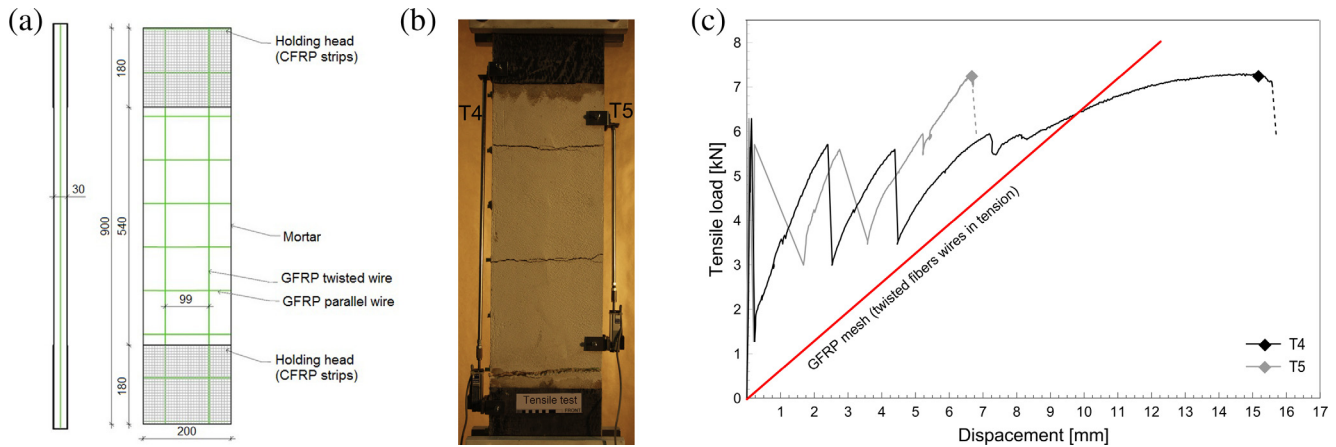 (a)
Holding head
(CFRP strips)
180
30
900
540
Mortar
GFRP twisted wire
GFRP parallel wire
99
Holding head
(CFRP strips)
180
200
(b)
T4
T5
Tensile test
FRONT
(c)
Tensile load [kN]
8
7
6
5
4
3
2
1
0
GFRP mesh (twisted fibers wires in tension)
T4
T5
0 1 2 3 4 5 6 7 8 9 10 11 12 13 14 15 16 17
Dispacement [mm]